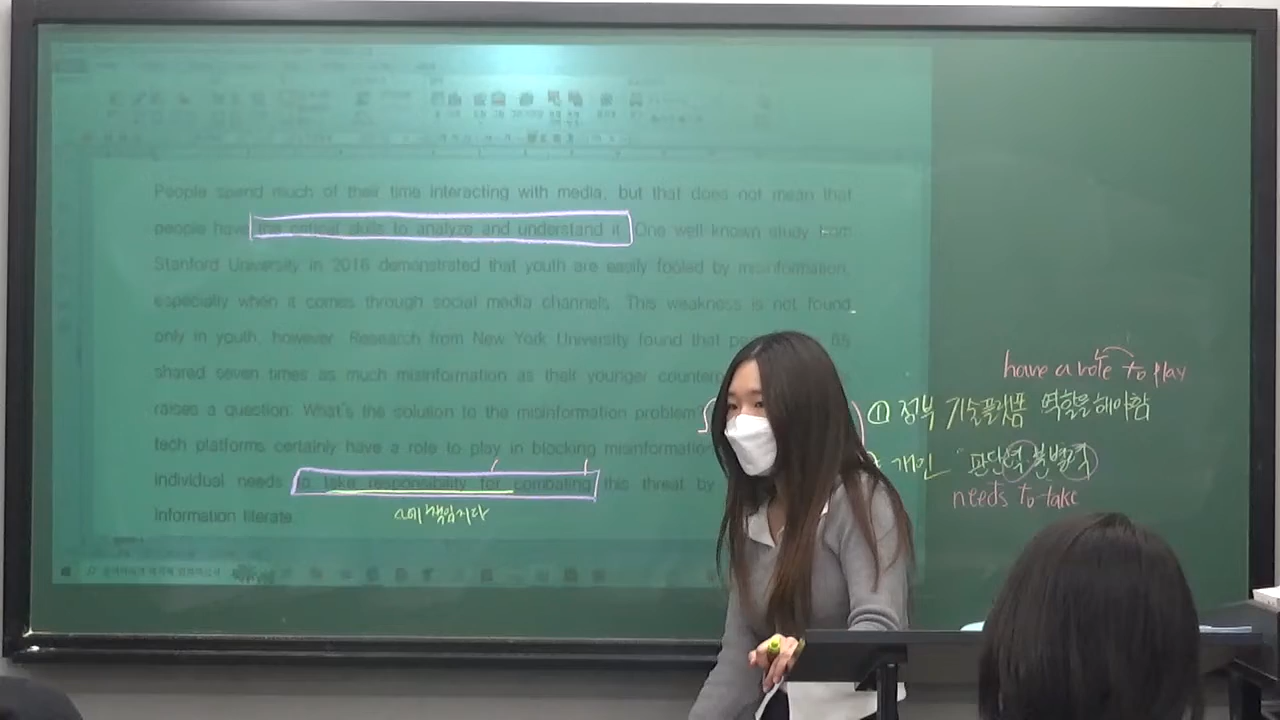 People spend much of their time interacting with media, but that does not mean that
people have the critical skills to analyze and understand it. One well known study from
Stanford University in 2016 demonstrated that youth are easily fooled by misinformation,
especially when it comes through social media channels. This weakness is not found
only in youth, however. Research from New York University found that 65
shared seven times as much misinformation as their younger
raises a question: What's the solution to the misinformation problem
tech platforms certainly have a role to play in blocking
individual needs to take responsibility for combating this threat by
information literate.
a에 책임지다
have a role to play
① 정부 기술플랫폼 역할을 해야함
개인 판단력 분별력
needs to take